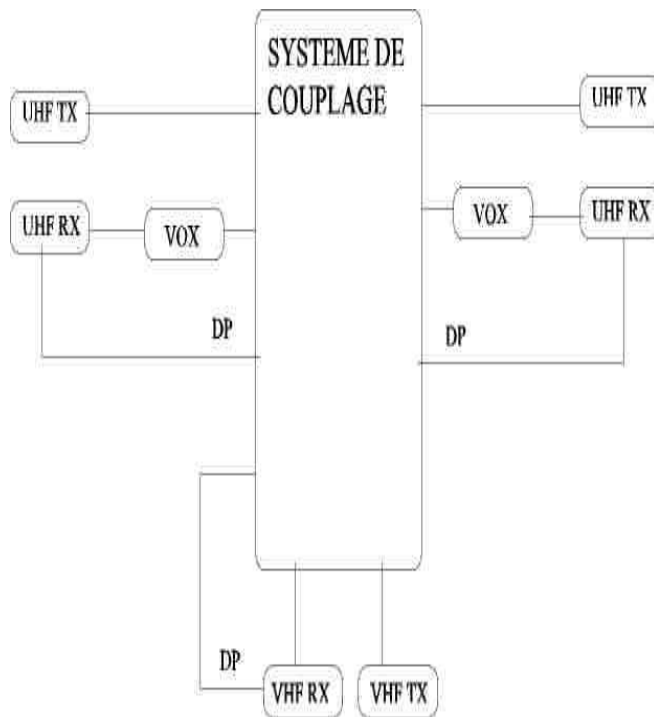 SYSTEME DE
COUPLAGE
UHF TX
UHF TX
UHF RX
VOX
VOX
UHF RX
DP
DP
DP
VHF RX
VHF TX